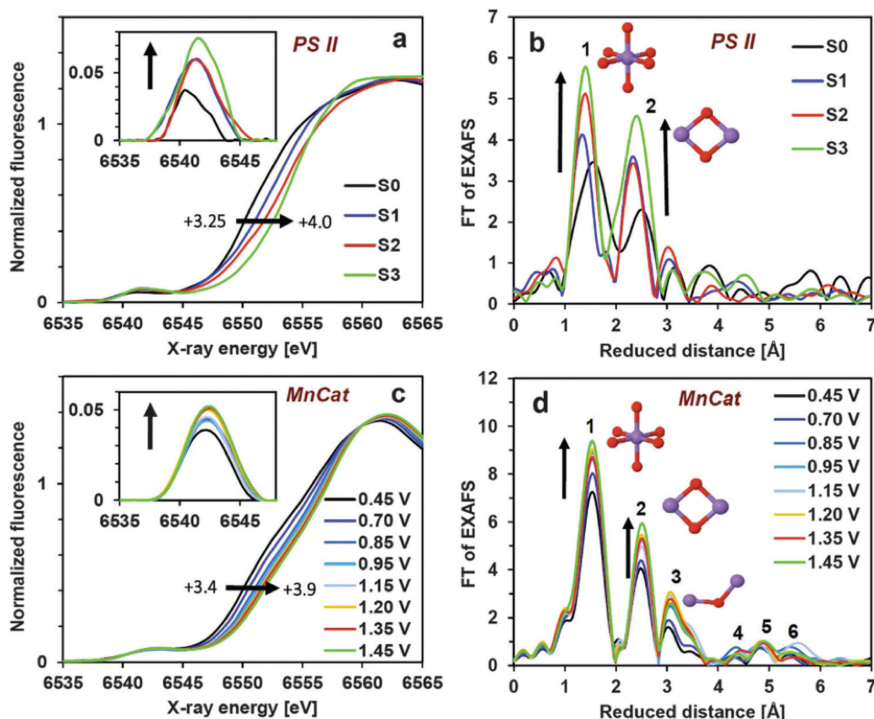 PS II
a
Normalized fluorescence
0.05
0
6535
6540
6545
1
0
+3.25
+4.0
S0
S1
S2
S3
6535
6540
6545
6550
6555
6560
6565
X-ray energy [eV]
b
PS II
FT of EXAFS
7
6
5
4
3
2
1
0
1
2
S0
S1
S2
S3
0
1
2
3
4
5
6
7
Reduced distance [Å]
MnCat
c
Normalized fluorescence
0.05
0
6535
6540
6545
1
0
+3.4
+3.9
0.45 V
0.70 V
0.85 V
0.95 V
1.15 V
1.20 V
1.35 V
1.45 V
6535
6540
6545
6550
6555
6560
6565
X-ray energy [eV]
d
MnCat
FT of EXAFS
12
10
8
6
4
2
0
1
2
3
4
5
6
0.45 V
0.70 V
0.85 V
0.95 V
1.15 V
1.20 V
1.35 V
1.45 V
0
1
2
3
4
5
6
7
Reduced distance [Å]